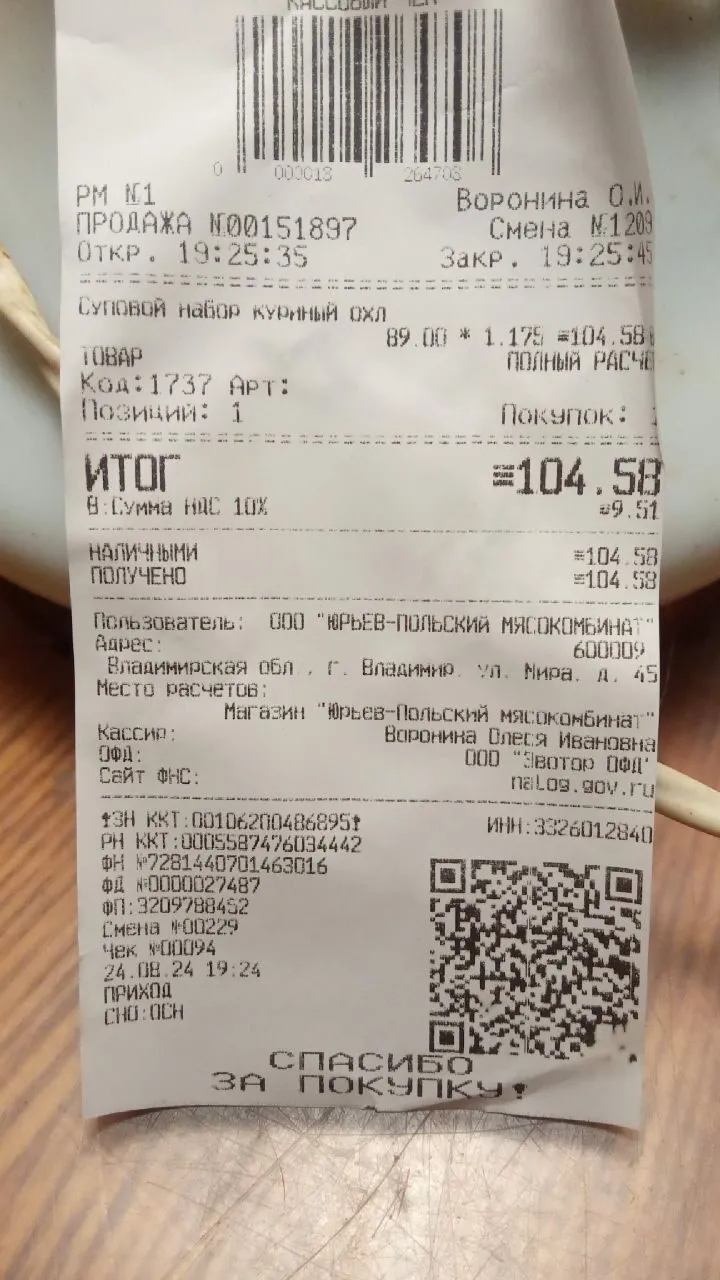 КАССОВЫЙ ЧЕК
0 000013 264708
РМ №1 Воронина О.И.
ПРОДАЖА №00151897 Смена №1209
Откр. 19:25:35 Закр. 19:25:45
Суповой набор куриный охл
89.00 * 1.175 =104.58
ТОВАР ПОЛНЫЙ РАСЧЕ
Код:1737 Арт:
Позиций: 1 Покупок: 1
ИТОГ =104.58
В:Сумма НДС 10% =9.51
НАЛИЧНЫМИ =104.58
ПОЛУЧЕНО =104.58
Пользователь: ООО "ЮРЬЕВ-ПОЛЬСКИЙ МЯСОКОМБИНАТ"
Адрес: 600009
Владимирская обл , г. Владимир, ул. Мира, д. 45
Место расчетов:
Магазин "Юрьев-Польский мясокомбинат"
Кассир: Воронина Олеся Ивановна
ОФД: ООО "Эвотор ОФД"
Сайт ФНС: nalog.gov.ru
ЗН ККТ:00106200486895 ИНН:3326012840
РН ККТ:0005587476034442
ФН №7281440701463016
ФД №0000027487
ФП:3209788452
Смена №00229
Чек №00094
24.08.24 19:24
ПРИХОД
СНО:ОСН
СПАСИБО
ЗА ПОКУПКУ!